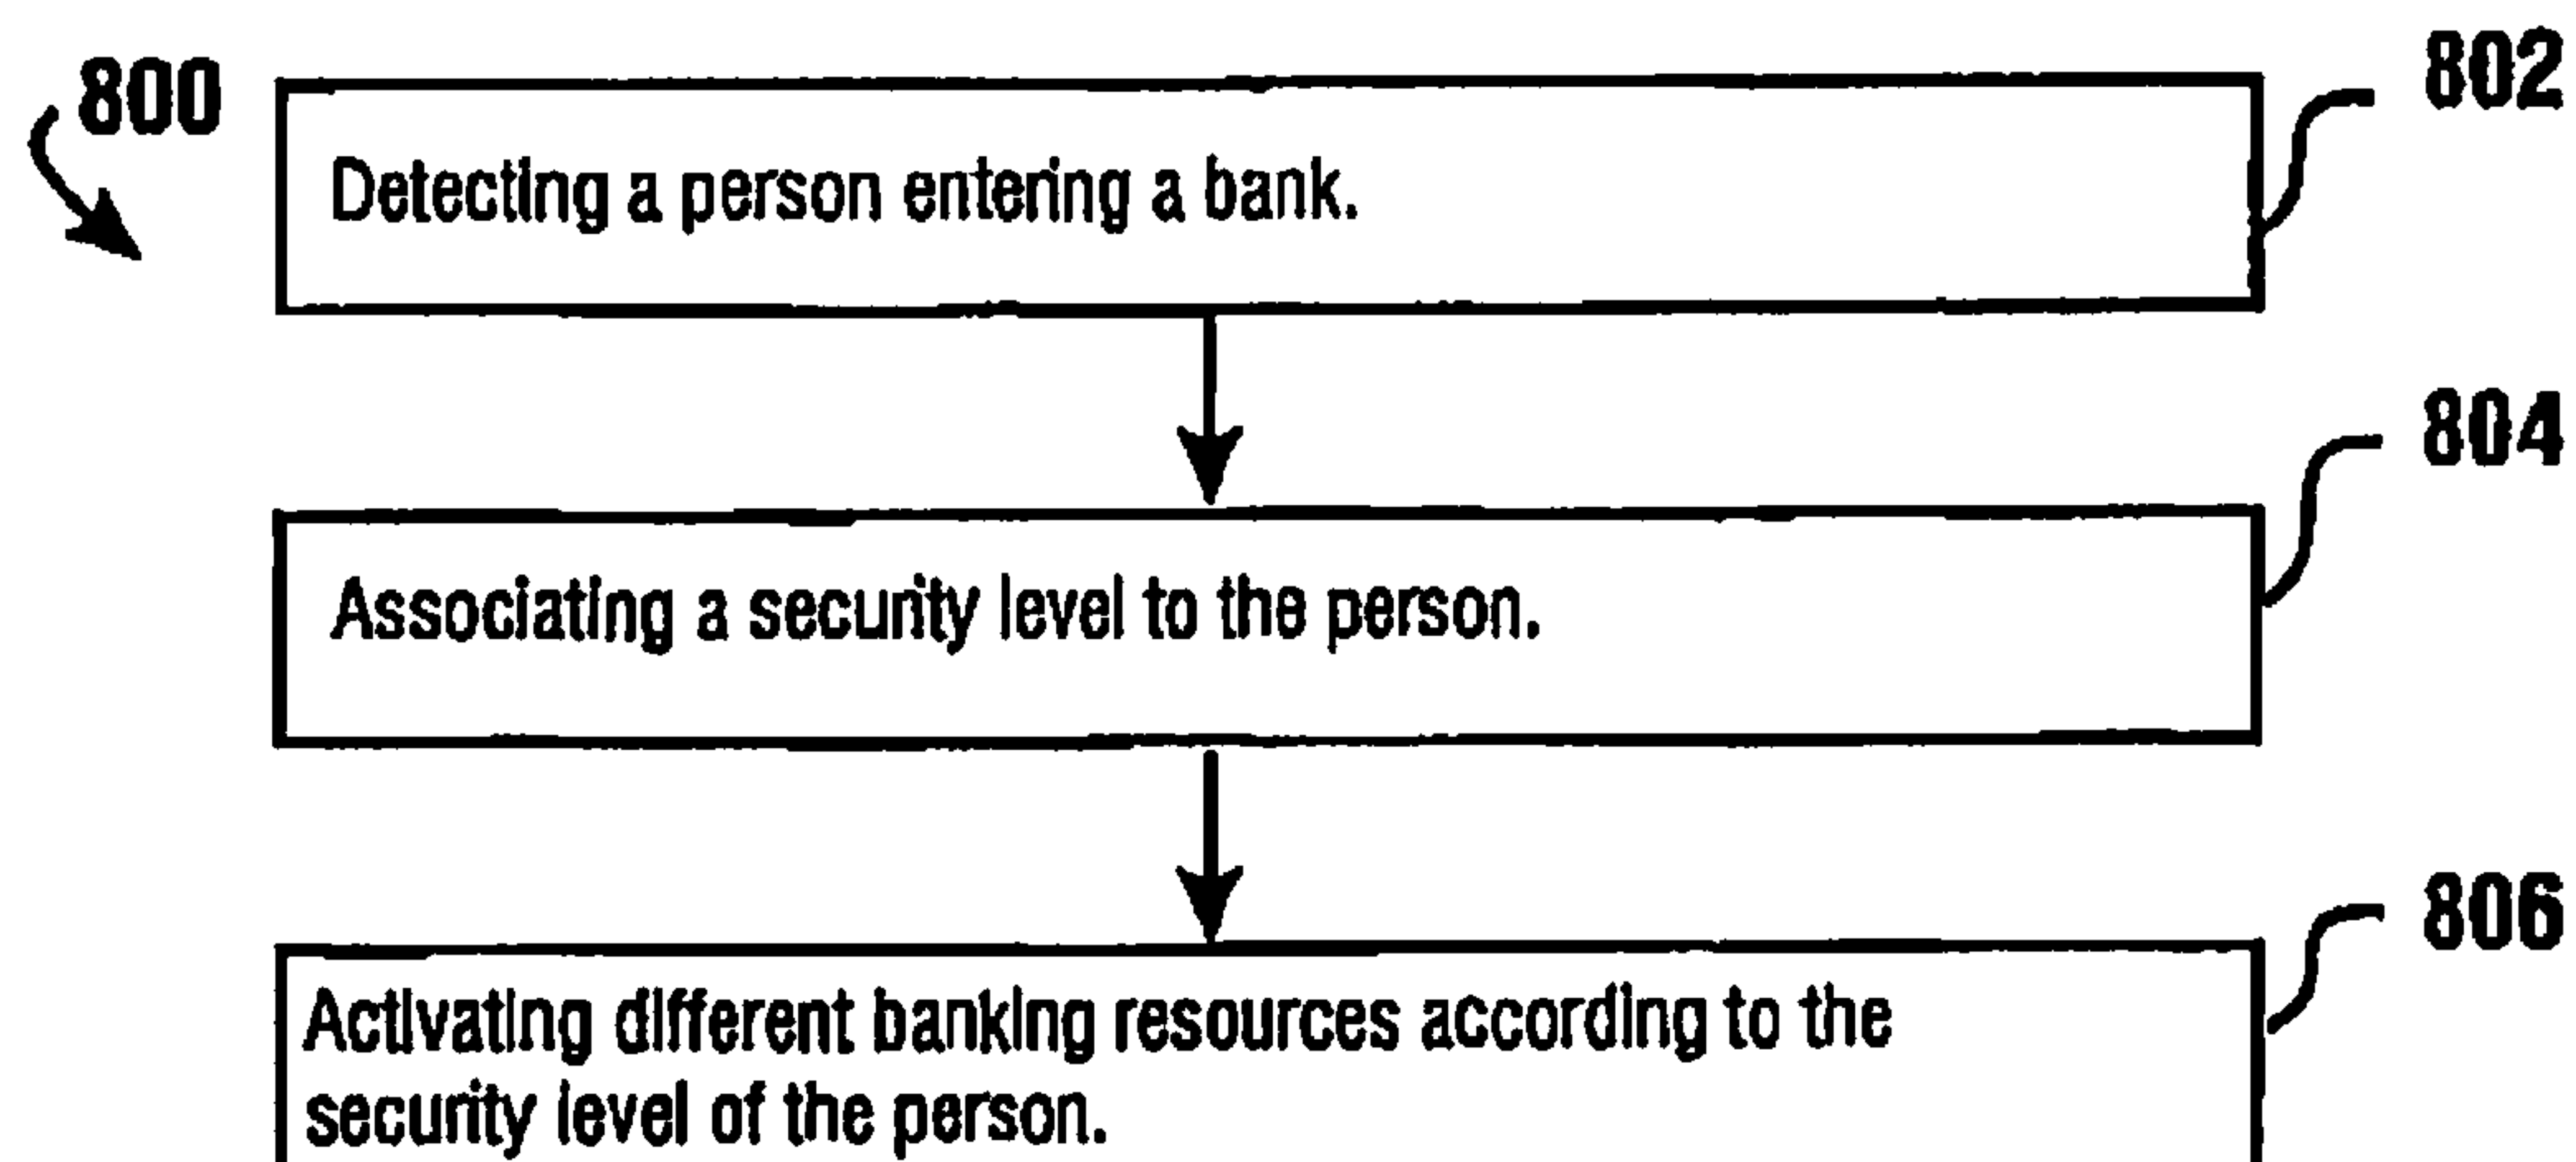 800
802
Detecting a person entering a bank.
804
Associating a security level to the person.
806
Activating different banking resources according to the
security level of the person.